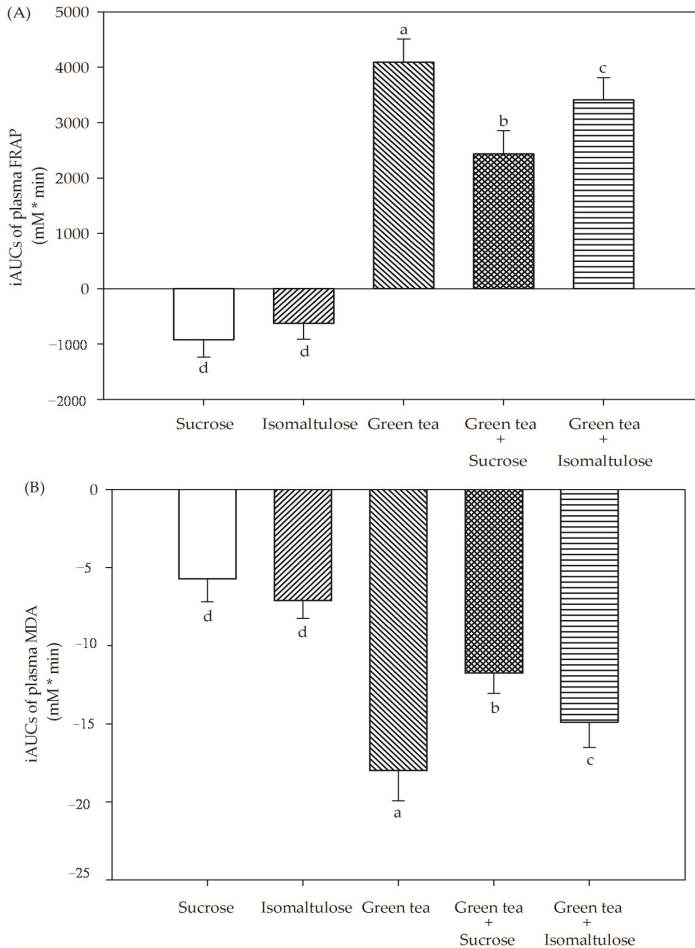 (A)
5000
4000
3000
2000
1000
0
−1000
−2000
iAUCs of plasma FRAP
(mM * min)
a
b
c
d
d
Sucrose Isomaltulose Green tea Green tea Green tea
+ +
Sucrose Isomaltulose
(B)
0
−5
−10
−15
−20
−25
iAUCs of plasma MDA
(mM * min)
d
d
a
b
c
Sucrose Isomaltulose Green tea Green tea Green tea
+ +
Sucrose Isomaltulose